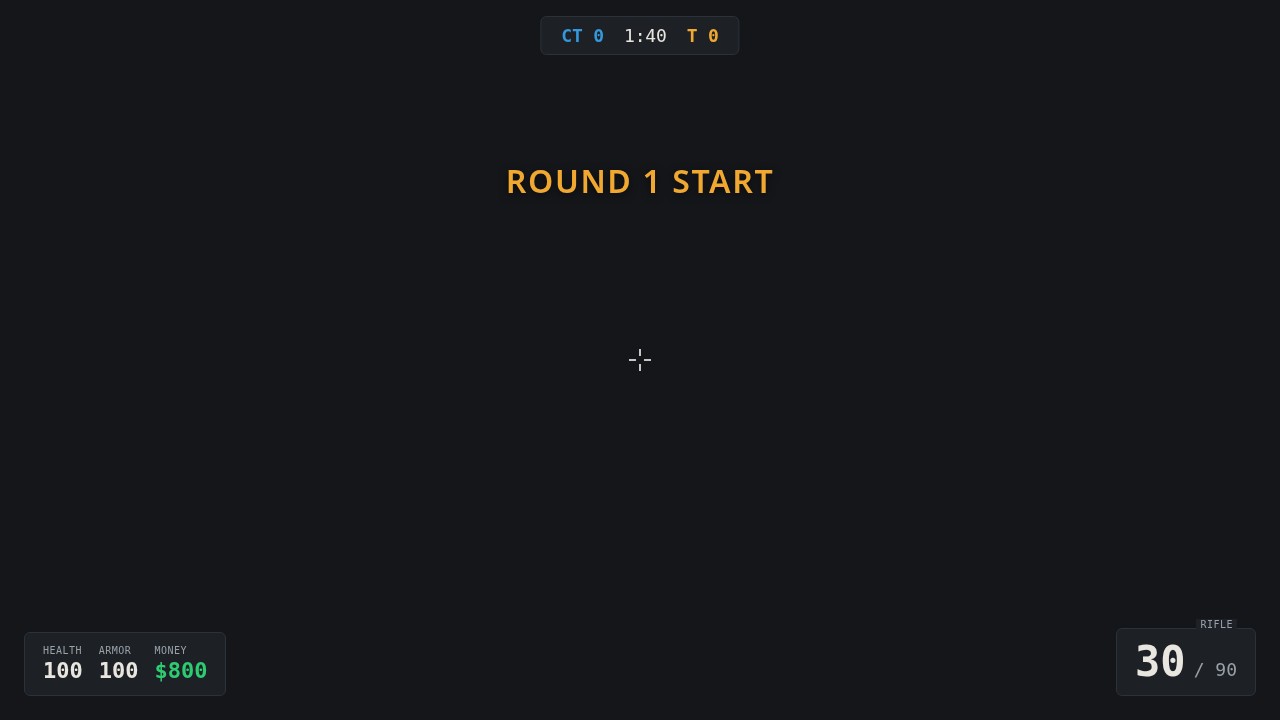 CT 0 1:40 T 0
ROUND 1 START
HEALTH ARMOR MONEY
100 100 $800
RIFLE
30 / 90